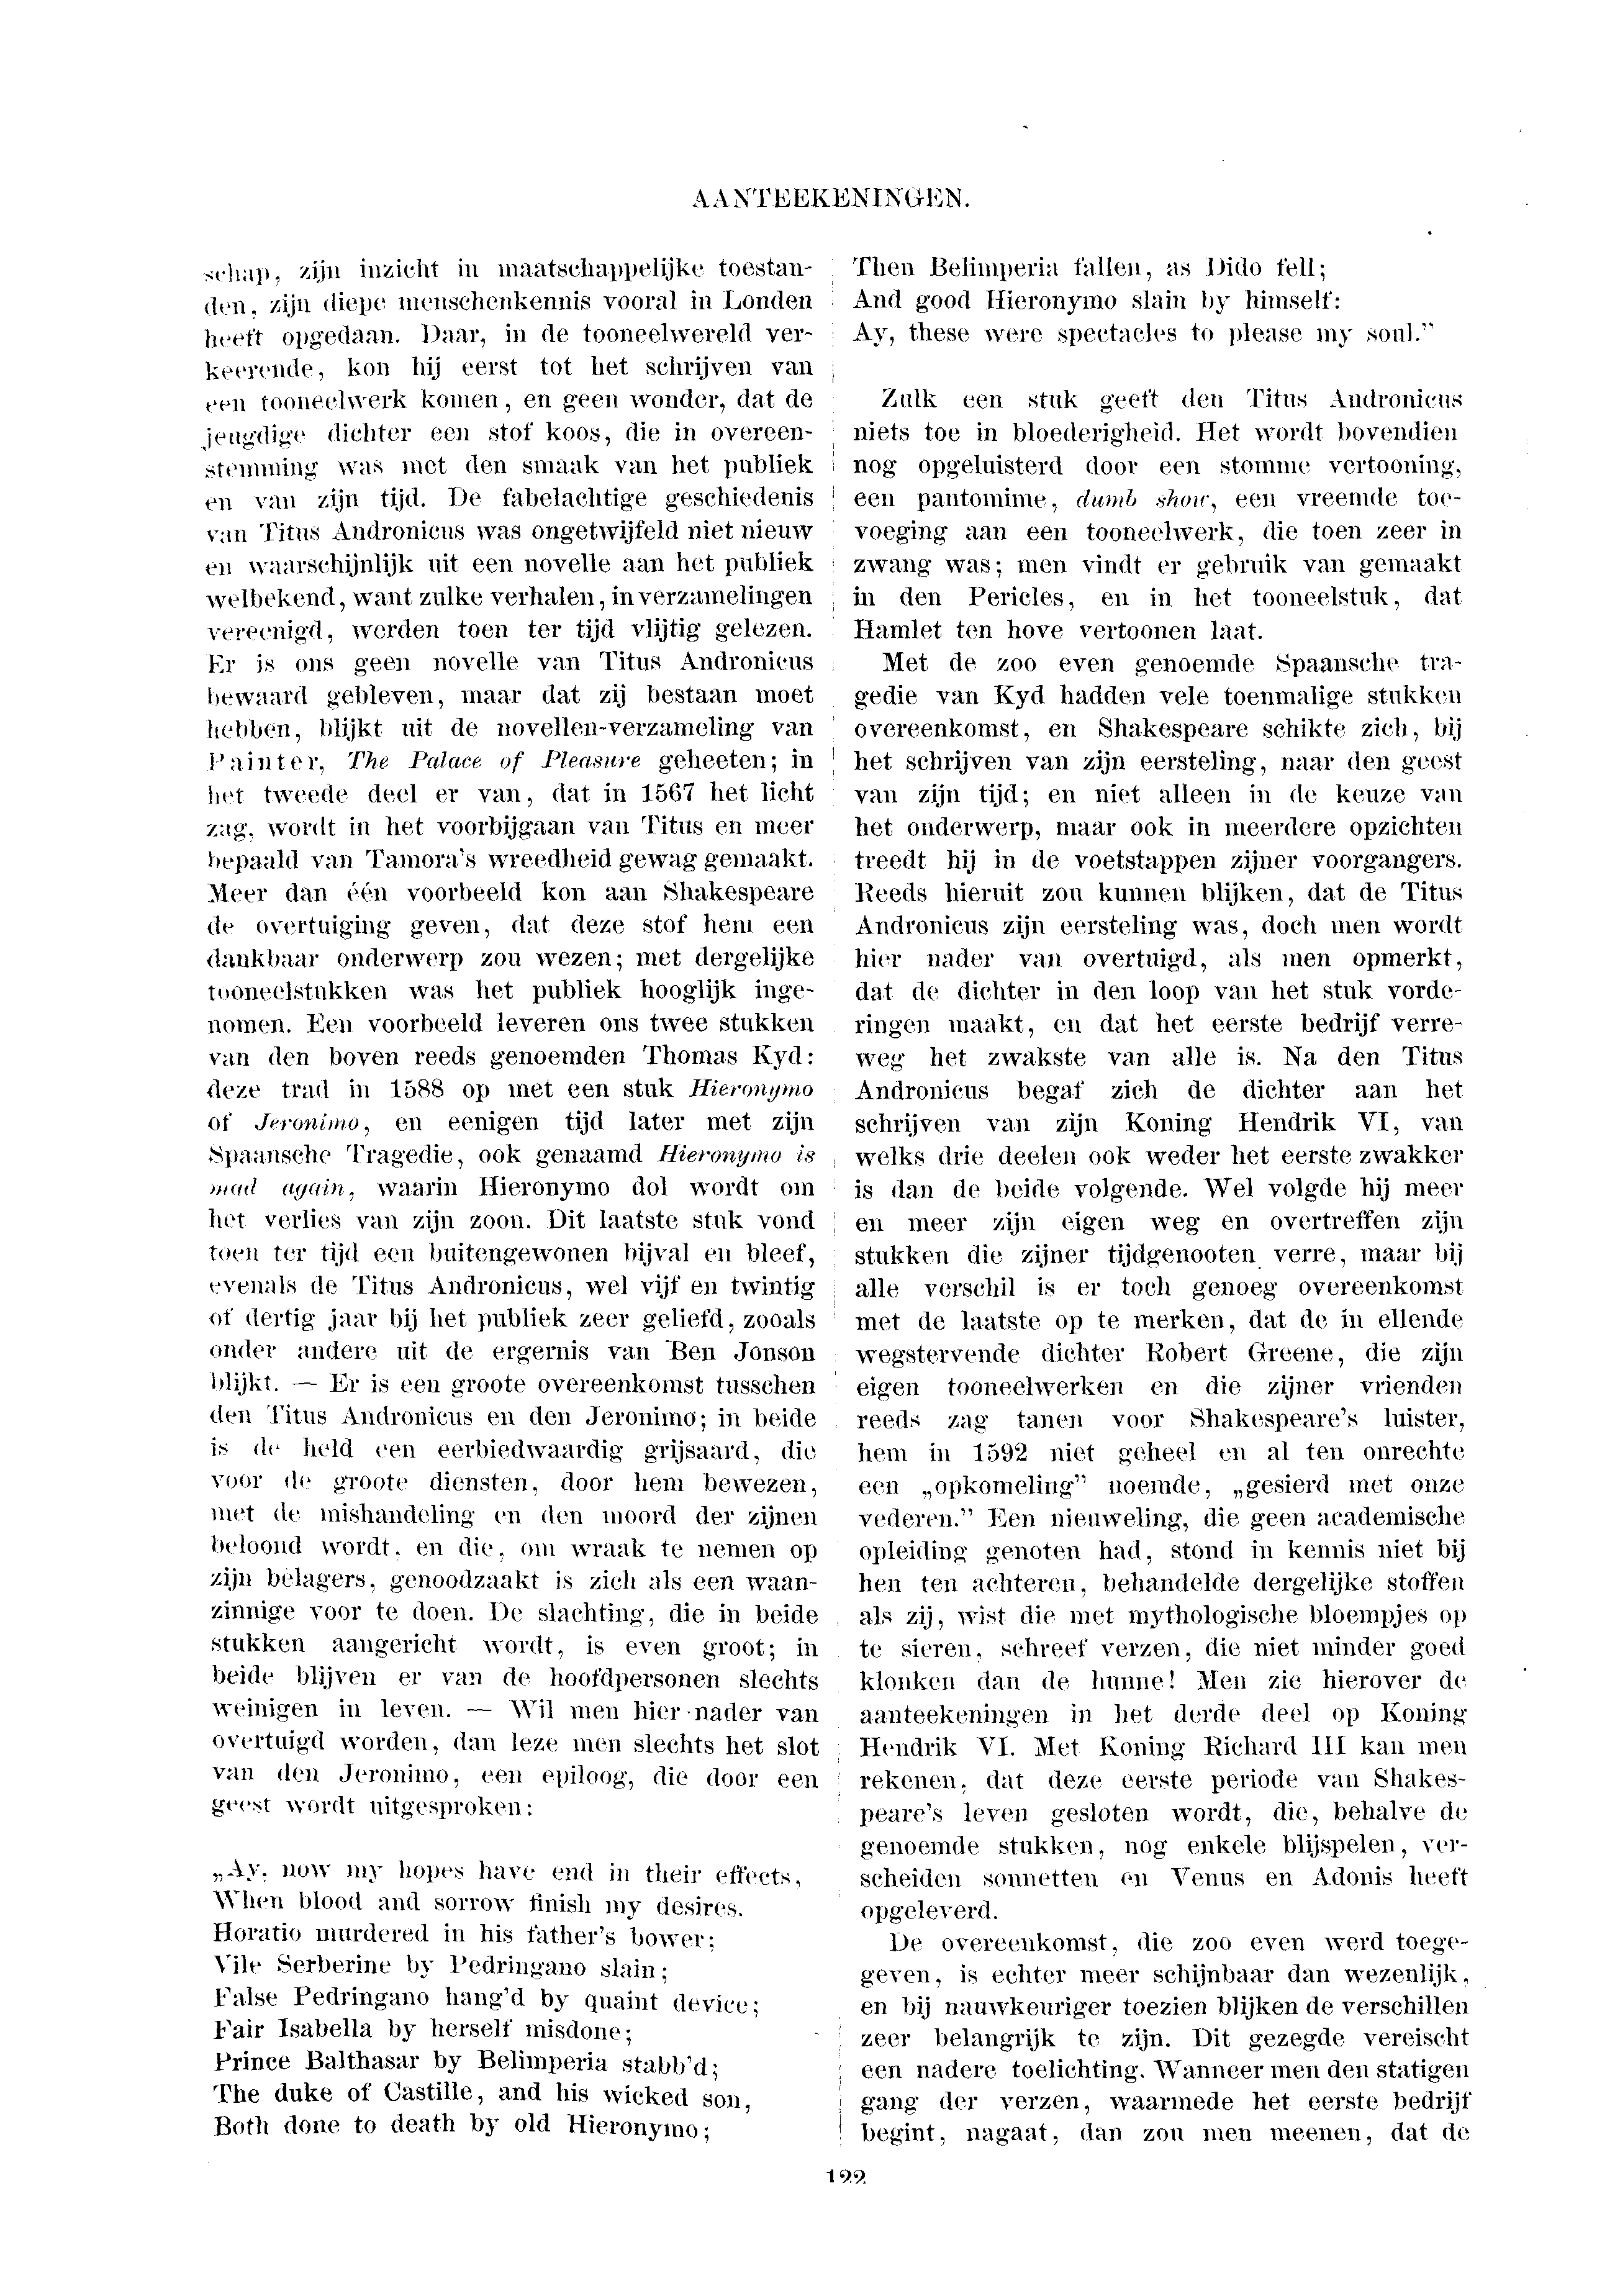 AANTEEKENINGEN.
schap, zijn inzicht in maatschappelijke toestan-
den, zijn diepe menschenkennis vooral in Londen
heeft opgedaan. Daar, in de tooneelwereld ver-
keerende, kon hij eerst tot het schrijven van
een tooneelwerk komen, en geen wonder, dat de
jeugdige dichter een stof koos, die in overeen-
stemming was met den smaak van het publiek
en van zijn tijd. De fabelachtige geschiedenis
van Titus Andronicus was ongetwijfeld niet nieuw
en waarschijnlijk uit een novelle aan het publiek
welbekend, want zulke verhalen, in verzamelingen
vereenigd, werden toen ter tijd vlijtig gelezen.
Er is ons geen novelle van Titus Andronicus
bewaard gebleven, maar dat zij bestaan moet
hebben, blijkt uit de novellen-verzameling van
Painter, The Palace of Pleasure geheeten; in
het tweede deel er van, dat in 1567 het licht
zag, wordt in het voorbijgaan van Titus en meer
bepaald van Tamora's wreedheid gewag gemaakt.
Meer dan één voorbeeld kon aan Shakespeare
de overtuiging geven, dat deze stof hem een
dankbaar onderwerp zou wezen; met dergelijke
tooneelstukken was het publiek hooglijk inge-
nomen. Een voorbeeld leveren ons twee stukken
van den boven reeds genoemden Thomas Kyd:
deze trad in 1588 op met een stuk Hieronymo
of Jeronimo, en eenigen tijd later met zijn
Spaansche Tragedie, ook genaamd Hieronymo is
mad again, waarin Hieronymo dol wordt om
het verlies van zijn zoon. Dit laatste stuk vond
toen ter tijd een buitengewonen bijval en bleef,
evenals de Titus Andronicus, wel vijf en twintig
of dertig jaar bij het publiek zeer geliefd, zooals
onder andere uit de ergernis van Ben Jonson
blijkt. — Er is een groote overeenkomst tusschen
den Titus Andronicus en den Jeronimo; in beide
is de held een eerbiedwaardig grijsaard, die
voor de groote diensten, door hem bewezen,
met de mishandeling en den moord der zijnen
beloond wordt, en die, om wraak te nemen op
zijn belagers, genoodzaakt is zich als een waan-
zinnige voor te doen. De slachting, die in beide
stukken aangericht wordt, is even groot; in
beide blijven er van de hoofdpersonen slechts
weinigen in leven. — Wil men hier nader van
overtuigd worden, dan leze men slechts het slot
van den Jeronimo, een epiloog, die door een
geest wordt uitgesproken:
„Ay, now my hopes have end in their effects,
When blood and sorrow finish my desires.
Horatio murdered in his father's bower;
Vile Serberine by Pedringano slain;
False Pedringano hang'd by quaint device;
Fair Isabella by herself misdone;
Prince Balthasar by Belimperia stabb'd;
The duke of Castille, and his wicked son,
Both done to death by old Hieronymo;
Then Belimperia fallen, as Dido fell;
And good Hieronymo slain by himself:
Ay, these were spectacles to please my soul."
Zulk een stuk geeft den Titus Andronicus
niets toe in bloederigheid. Het wordt bovendien
nog opgeluisterd door een stomme vertooning,
een pantomime, dumb show, een vreemde toe-
voeging aan een tooneelwerk, die toen zeer in
zwang was; men vindt er gebruik van gemaakt
in den Pericles, en in het tooneelstuk, dat
Hamlet ten hove vertoonen laat.
Met de zoo even genoemde Spaansche tra-
gedie van Kyd hadden vele toenmalige stukken
overeenkomst, en Shakespeare schikte zich, bij
het schrijven van zijn eersteling, naar den geest
van zijn tijd; en niet alleen in de keuze van
het onderwerp, maar ook in meerdere opzichten
treedt hij in de voetstappen zijner voorgangers.
Reeds hieruit zou kunnen blijken, dat de Titus
Andronicus zijn eersteling was, doch men wordt
hier nader van overtuigd, als men opmerkt,
dat de dichter in den loop van het stuk vorde-
ringen maakt, en dat het eerste bedrijf verre-
weg het zwakste van alle is. Na den Titus
Andronicus begaf zich de dichter aan het
schrijven van zijn Koning Hendrik VI, van
welks drie deelen ook weder het eerste zwakker
is dan de beide volgende. Wel volgde hij meer
en meer zijn eigen weg en overtreffen zijn
stukken die zijner tijdgenooten verre, maar bij
alle verschil is er toch genoeg overeenkomst
met de laatste op te merken, dat de in ellende
wegstervende dichter Robert Greene, die zijn
eigen tooneelwerken en die zijner vrienden
reeds zag tanen voor Shakespeare's luister,
hem in 1592 niet geheel en al ten onrechte
een „opkomeling" noemde, „gesierd met onze
vederen." Een nieuweling, die geen academische
opleiding genoten had, stond in kennis niet bij
hen ten achteren, behandelde dergelijke stoffen
als zij, wist die met mythologische bloempjes op
te sieren, schreef verzen, die niet minder goed
klonken dan de hunne! Men zie hierover de
aanteekeningen in het derde deel op Koning
Hendrik VI. Met Koning Richard III kan men
rekenen, dat deze eerste periode van Shakes-
peare's leven gesloten wordt, die, behalve de
genoemde stukken, nog enkele blijspelen, ver-
scheiden sonnetten en Venus en Adonis heeft
opgeleverd.
De overeenkomst, die zoo even werd toege-
geven, is echter meer schijnbaar dan wezenlijk,
en bij nauwkeuriger toezien blijken de verschillen
zeer belangrijk te zijn. Dit gezegde vereischt
een nadere toelichting. Wanneer men den statigen
gang der verzen, waarmede het eerste bedrijf
begint, nagaat, dan zou men meenen, dat de
122